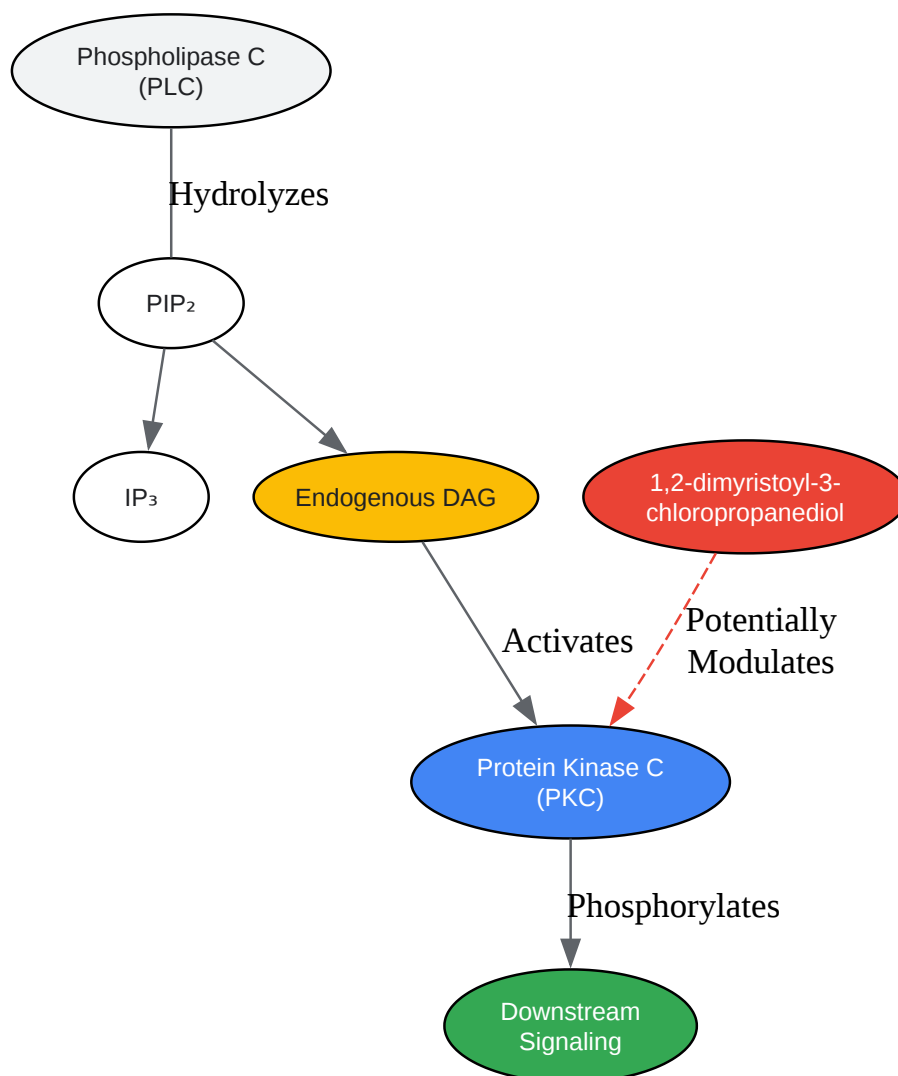 Phospholipase C
(PLC)
Hydrolyzes
PIP₂
IP₃
Endogenous DAG
1,2-dimyristoyl-3-
chloropropanediol
Activates
Potentially
Modulates
Protein Kinase C
(PKC)
Phosphorylates
Downstream
Signaling